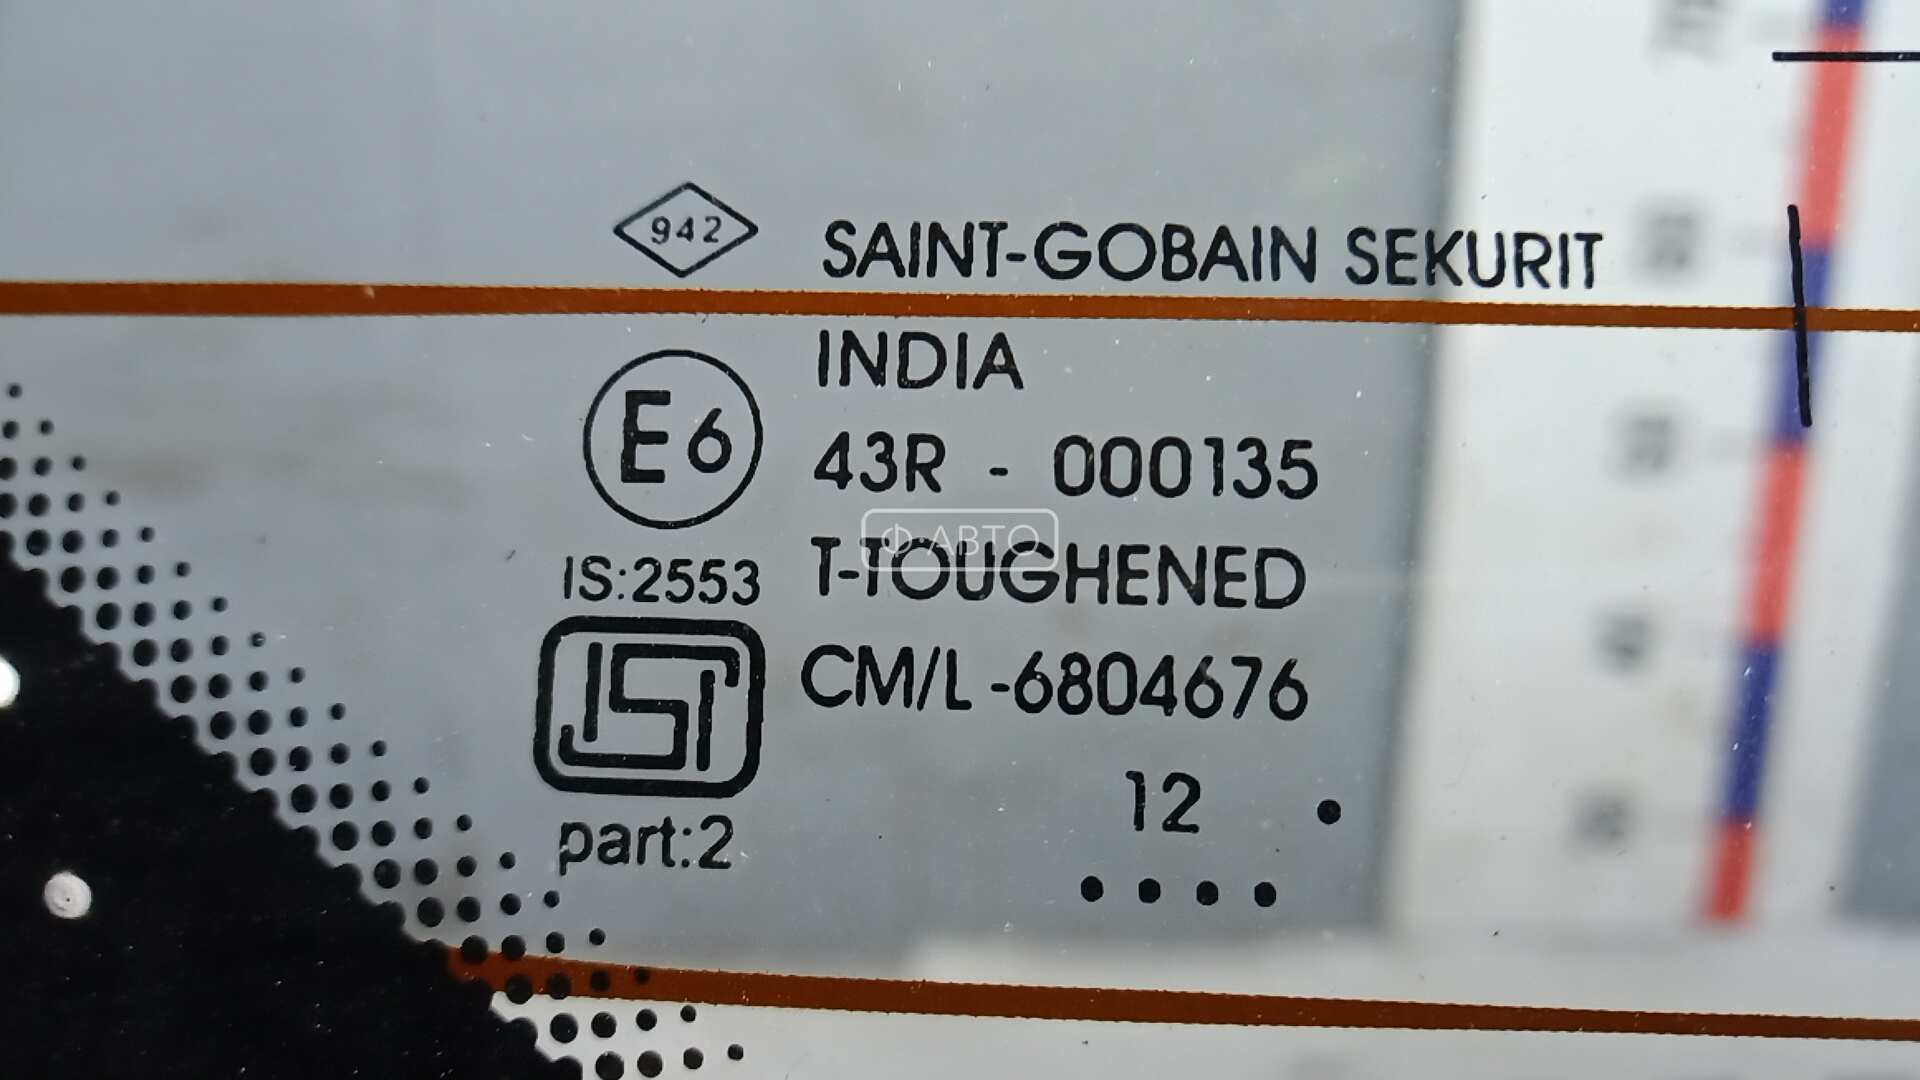 942
SAINT-GOBAIN SEKURIT
INDIA
E6
43R - 000135
Ф АВТО
IS:2553
T-TOUGHENED
ISI
CM/L -6804676
12
part:2